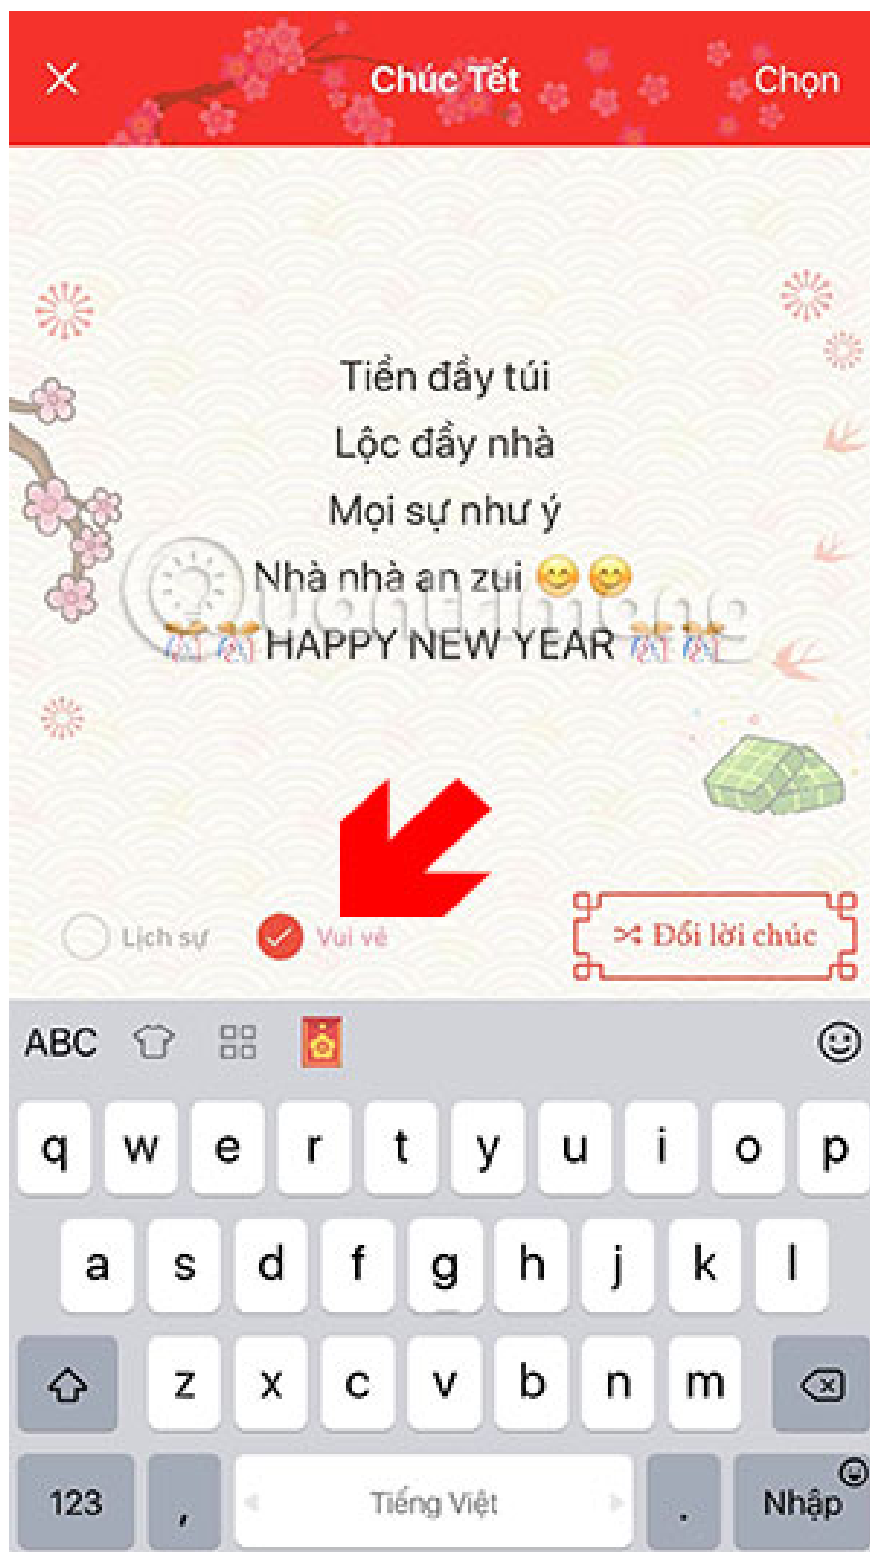 Chúc Tết
Chọn
Tiền đầy túi
Lộc đầy nhà
Mọi sự như ý
Nhà nhà an zui 😊😊
🎊🎊HAPPY NEW YEAR🎊🎊
Quantrimang
Lịch sự
Vui vẻ
Đổi lời chúc
ABC
q w e r t y u i o p
a s d f g h j k l
z x c v b n m
123 , Tiếng Việt . Nhập